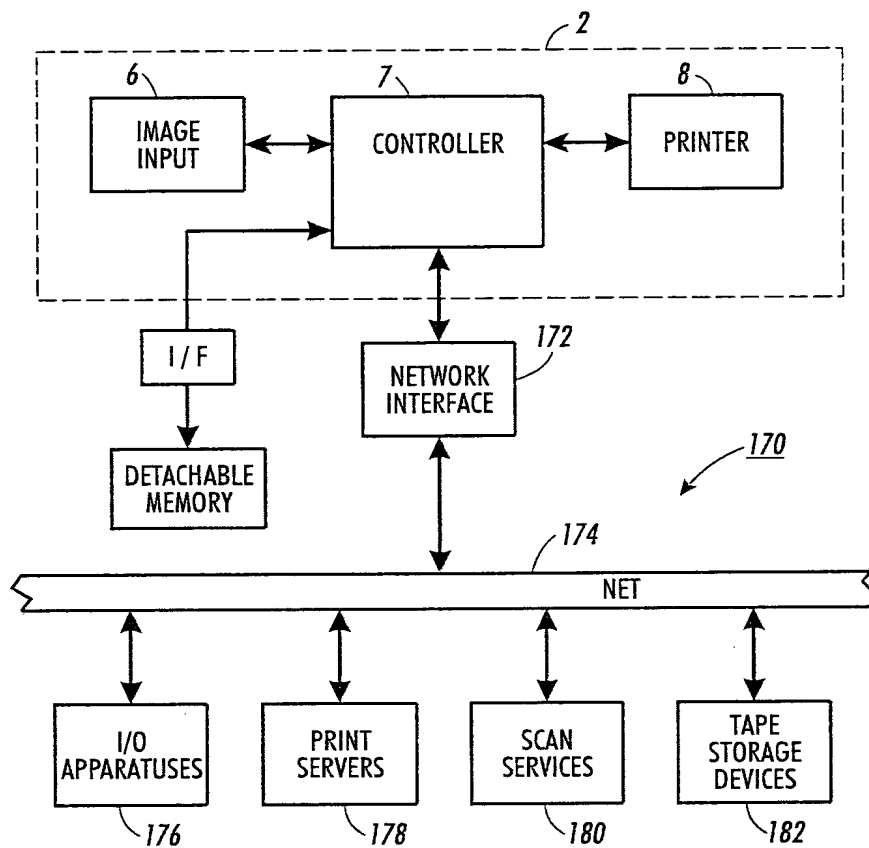 2
6
7
8
IMAGE
INPUT
CONTROLLER
PRINTER
I/F
172
NETWORK
INTERFACE
DETACHABLE
MEMORY
170
174
NET
I/O
APPARATUSES
PRINT
SERVERS
SCAN
SERVICES
TAPE
STORAGE
DEVICES
176
178
180
182